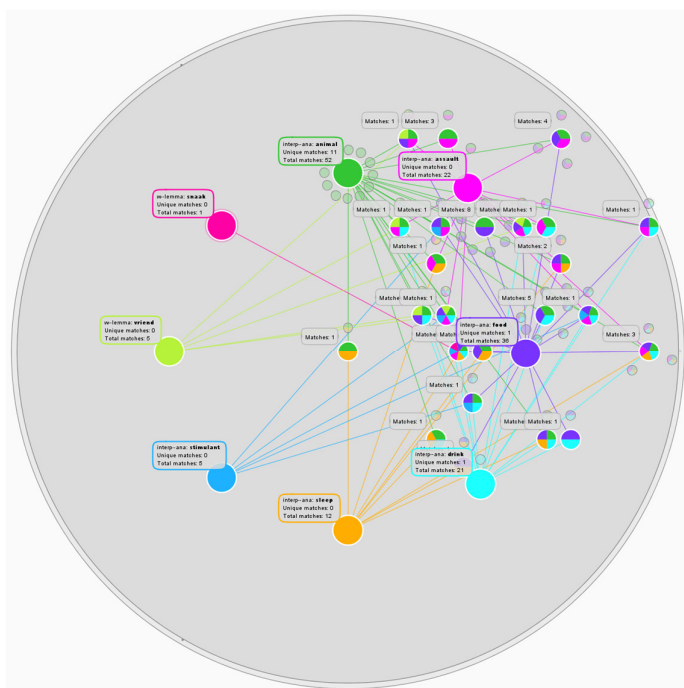 Matches: 1
Matches: 3
Matches: 4
interp-ana: animal
Unique matches: 11
Total matches: 52
interp-ana: assault
Unique matches: 0
Total matches: 22
w-lemma: snaak
Unique matches: 0
Total matches: 1
Matches: 1
Matches: 1
Matches: 8
Matches: 1
Matches: 1
Matches: 1
Matches: 2
Matches: 1
Matches: 5
Matches: 1
w-lemma: vriend
Unique matches: 0
Total matches: 5
interp-ana: food
Unique matches: 1
Total matches: 36
Matches: 1
Matches: 3
Matches: 1
Matches: 1
Matches: 1
interp-ana: stimulant
Unique matches: 0
Total matches: 5
interp-ana: drink
Unique matches: 1
Total matches: 21
interp-ana: sleep
Unique matches: 0
Total matches: 12